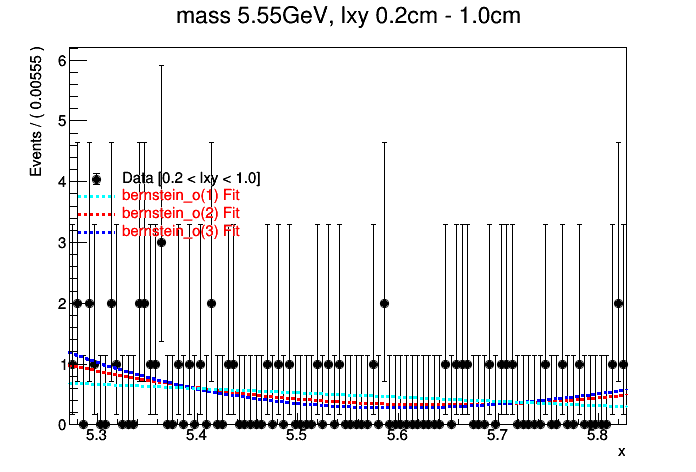 mass 5.55GeV, lxy 0.2cm - 1.0cm
Events / ( 0.00555 )
6
5
4
3
2
1
0
Data [0.2 < lxy < 1.0]
bernstein_o(1) Fit
bernstein_o(2) Fit
bernstein_o(3) Fit
5.3 5.4 5.5 5.6 5.7 5.8
x